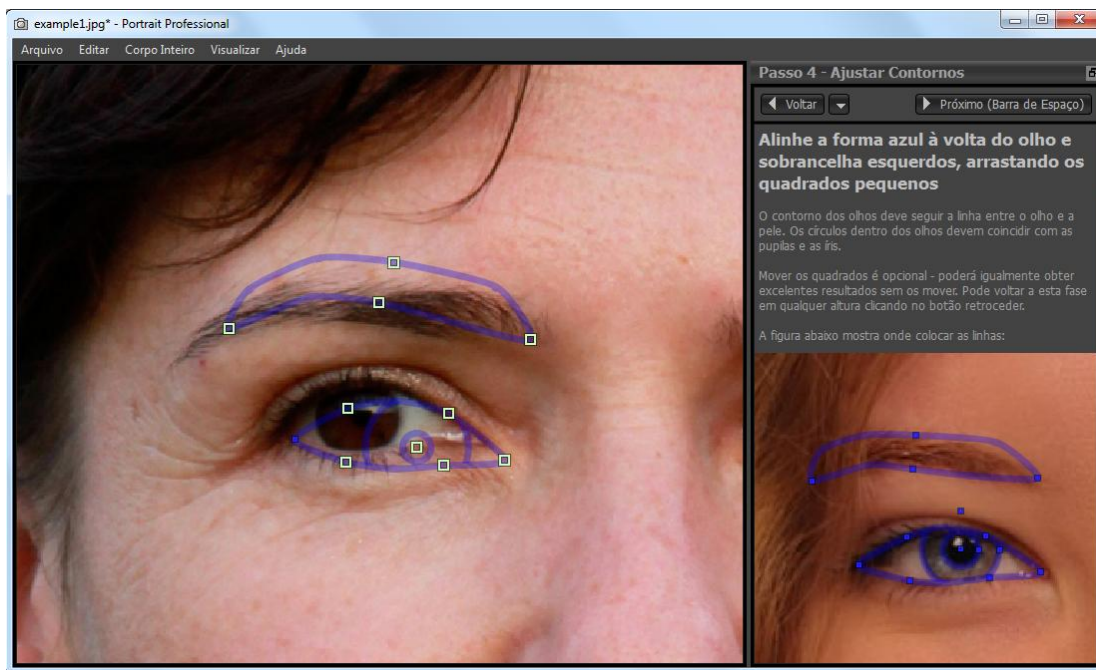 example1.jpg* - Portrait Professional
Arquivo Editar Corpo Inteiro Visualizar Ajuda
Passo 4 - Ajustar Contornos
Voltar Próximo (Barra de Espaço)
Alinhe a forma azul à volta do olho e
sobrancelha esquerdos, arrastando os
quadrados pequenos
O contorno dos olhos deve seguir a linha entre o olho e a
pele. Os círculos dentro dos olhos devem coincidir com as
pupilas e as íris.
Mover os quadrados é opcional - poderá igualmente obter
excelentes resultados sem os mover. Pode voltar a esta fase
em qualquer altura clicando no botão retroceder.
A figura abaixo mostra onde colocar as linhas: